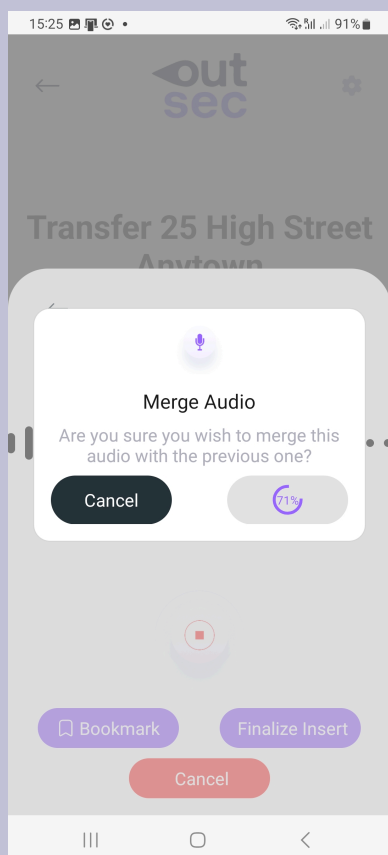 15:25 91%
out
sec
Transfer 25 High Street
Anytown
Merge Audio
Are you sure you wish to merge this
audio with the previous one?
Cancel 71%
Bookmark Finalize Insert
Cancel